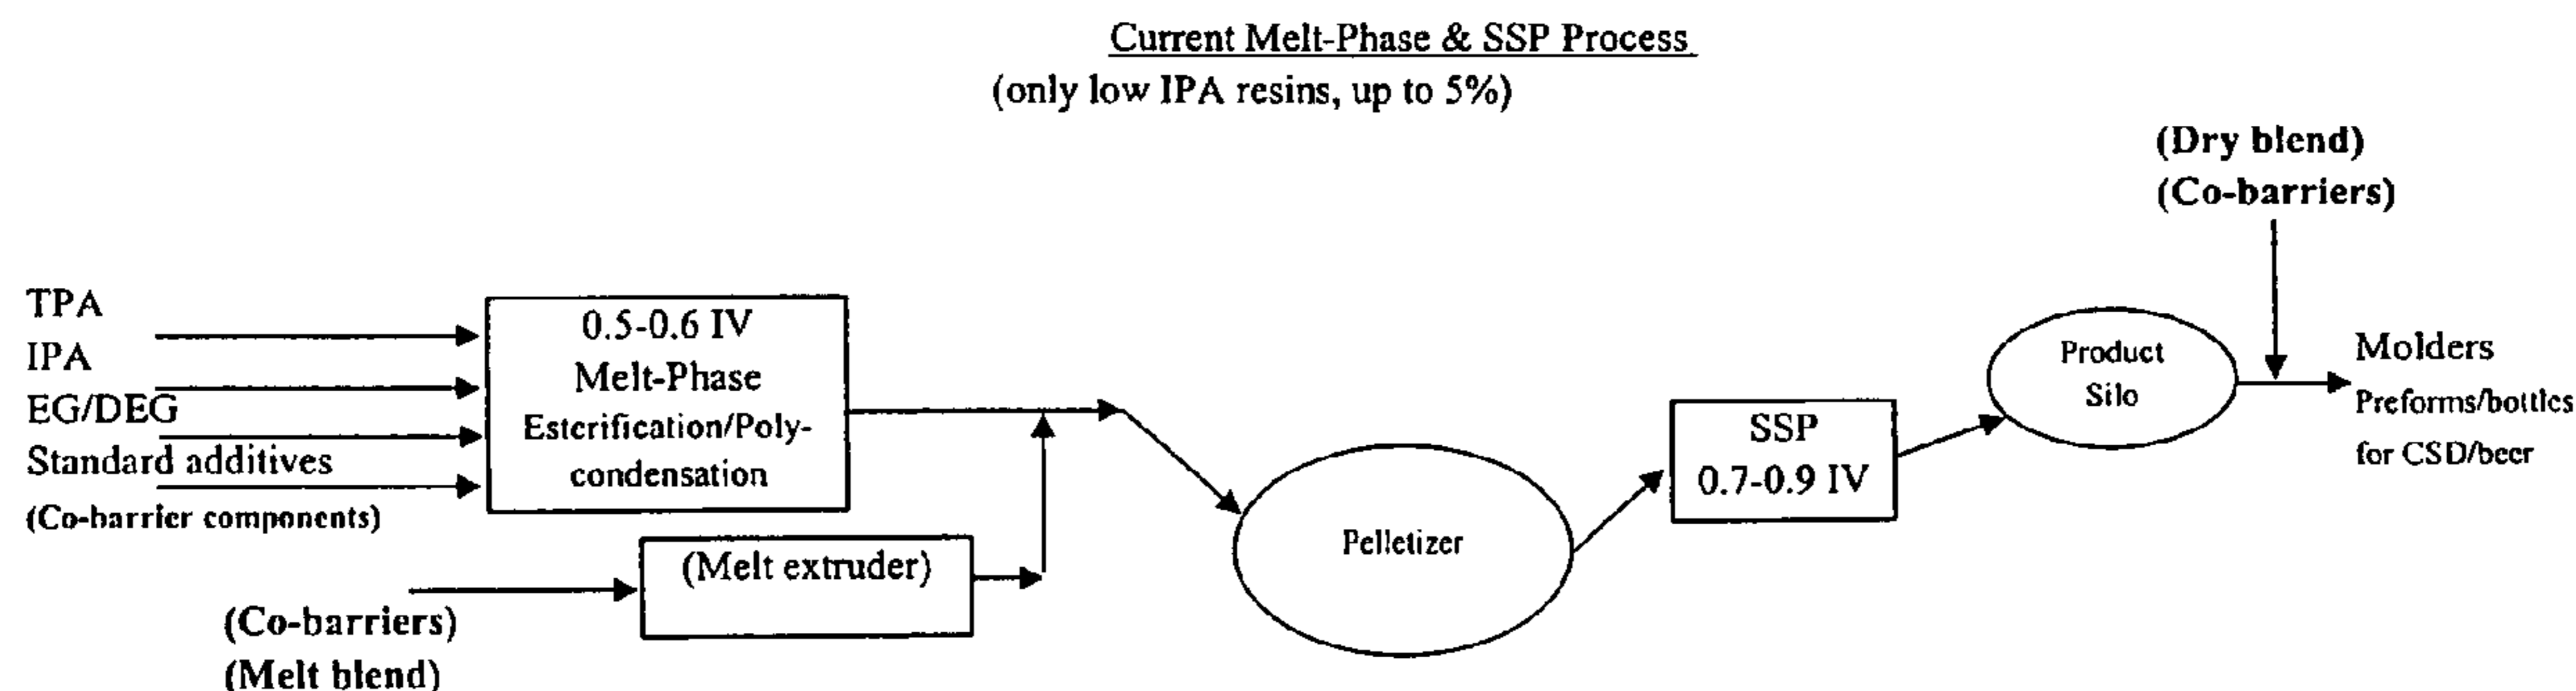 Current Melt-Phase & SSP Process
(only low IPA resins, up to 5%)
(Dry blend)
(Co-barriers)
TPA
IPA
EG/DEG
Standard additives
(Co-barrier components)
0.5-0.6 IV
Melt-Phase
Esterification/Poly-
condensation
(Melt extruder)
(Co-barriers)
(Melt blend)
Pelletizer
SSP
0.7-0.9 IV
Product
Silo
Molders
Preforms/bottles
for CSD/beer